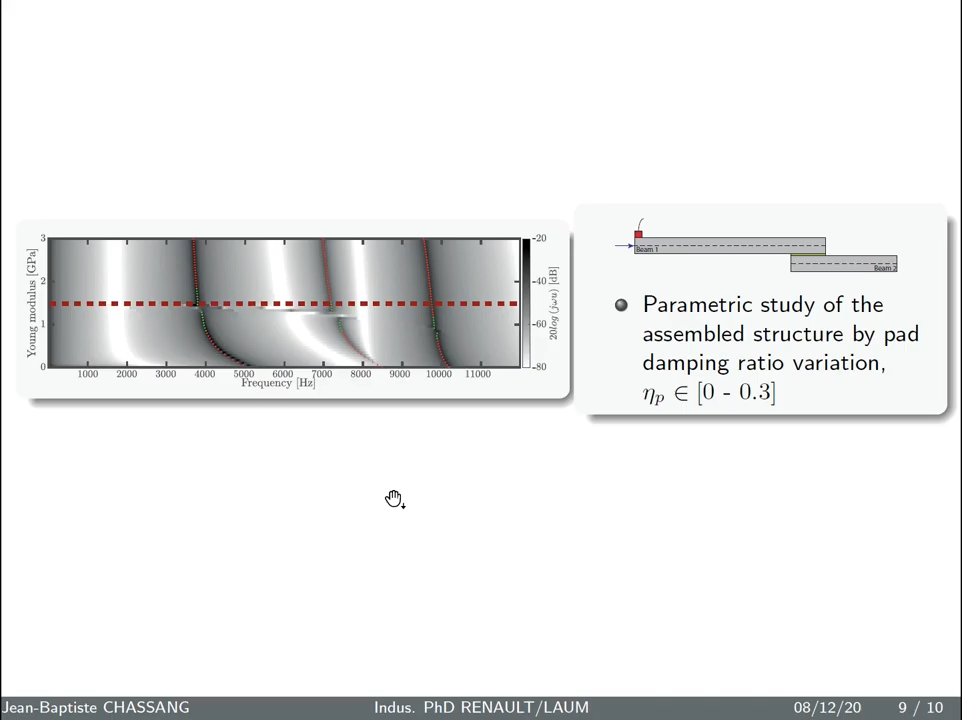 3
2
1
0
Young modulus [GPa]
1000 2000 3000 4000 5000 6000 7000 8000 9000 10000 11000
Frequency [Hz]
-20
-40
-60
-80
20log (jωu) [dB]
Beam 1
Beam 2
Parametric study of the
assembled structure by pad
damping ratio variation,
ηp ∈ [0 - 0.3]
Jean-Baptiste CHASSANG Indus. PhD RENAULT/LAUM 08/12/20 9 / 10